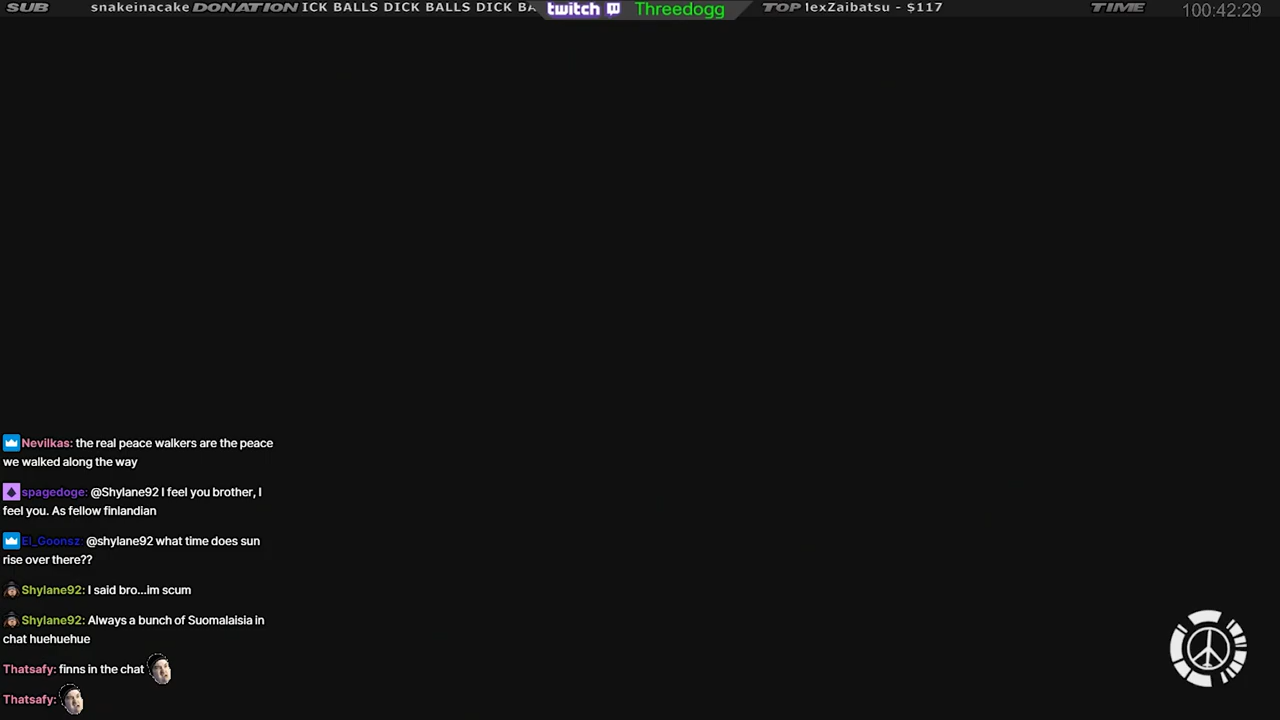 SUB snakeinacake DONATION ICK BALLS DICK BALLS DICK BA twitch Threedogg TOP lexZaibatsu - $117 TIME 100:42:29
Nevilkas: the real peace walkers are the peace
we walked along the way
spagedoge: @Shylane92 I feel you brother, I
feel you. As fellow finlandian
El_Goonsz: @shylane92 what time does sun
rise over there??
Shylane92: I said bro...im scum
Shylane92: Always a bunch of Suomalaisia in
chat huehuehue
Thatsafy: finns in the chat
Thatsafy: